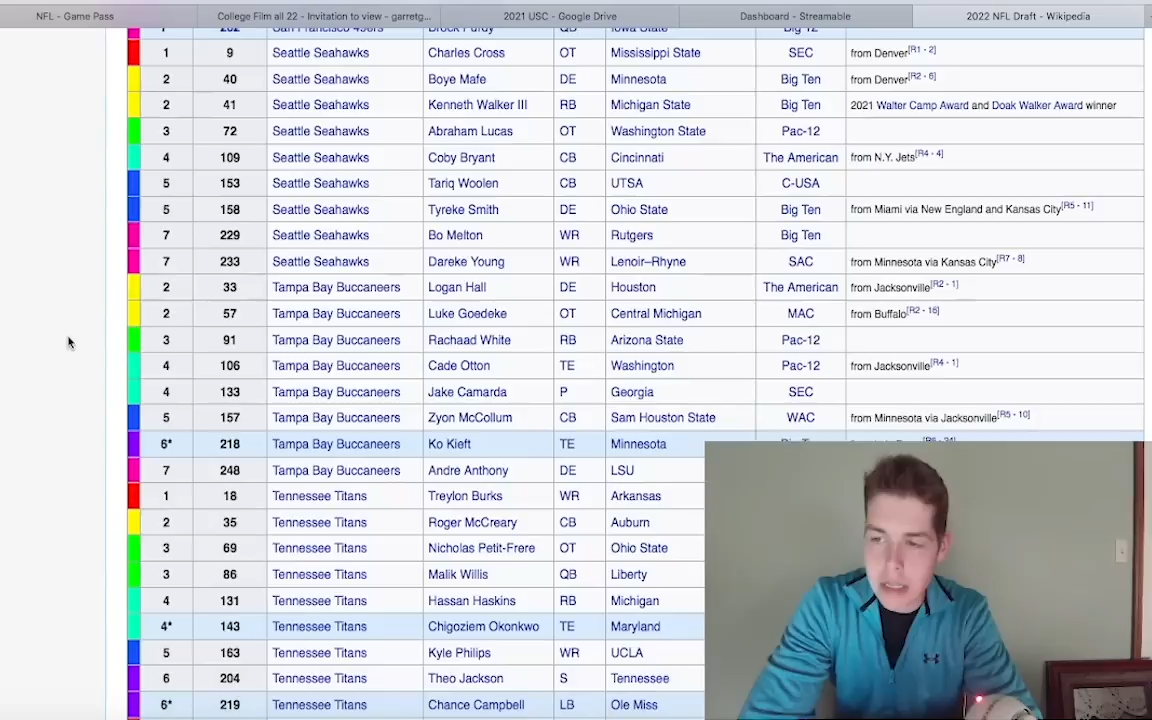 NFL - Game Pass College Film all 22 - Invitation to view - garretg... 2021 USC - Google Drive Dashboard - Streamable 2022 NFL Draft - Wikipedia
7 262 San Francisco 49ers Brock Purdy QB Iowa State Big 12
1 9 Seattle Seahawks Charles Cross OT Mississippi State SEC from Denver[R1 - 2]
2 40 Seattle Seahawks Boye Mafe DE Minnesota Big Ten from Denver[R2 - 6]
2 41 Seattle Seahawks Kenneth Walker III RB Michigan State Big Ten 2021 Walter Camp Award and Doak Walker Award winner
3 72 Seattle Seahawks Abraham Lucas OT Washington State Pac-12
4 109 Seattle Seahawks Coby Bryant CB Cincinnati The American from N.Y. Jets[R4 - 4]
5 153 Seattle Seahawks Tariq Woolen CB UTSA C-USA
5 158 Seattle Seahawks Tyreke Smith DE Ohio State Big Ten from Miami via New England and Kansas City[R5 - 11]
7 229 Seattle Seahawks Bo Melton WR Rutgers Big Ten
7 233 Seattle Seahawks Dareke Young WR Lenoir–Rhyne SAC from Minnesota via Kansas City[R7 - 8]
2 33 Tampa Bay Buccaneers Logan Hall DE Houston The American from Jacksonville[R2 - 1]
2 57 Tampa Bay Buccaneers Luke Goedeke OT Central Michigan MAC from Buffalo[R2 - 16]
3 91 Tampa Bay Buccaneers Rachaad White RB Arizona State Pac-12
4 106 Tampa Bay Buccaneers Cade Otton TE Washington Pac-12 from Jacksonville[R4 - 1]
4 133 Tampa Bay Buccaneers Jake Camarda P Georgia SEC
5 157 Tampa Bay Buccaneers Zyon McCollum CB Sam Houston State WAC from Minnesota via Jacksonville[R5 - 10]
6* 218 Tampa Bay Buccaneers Ko Kieft TE Minnesota
7 248 Tampa Bay Buccaneers Andre Anthony DE LSU
1 18 Tennessee Titans Treylon Burks WR Arkansas
2 35 Tennessee Titans Roger McCreary CB Auburn
3 69 Tennessee Titans Nicholas Petit-Frere OT Ohio State
3 86 Tennessee Titans Malik Willis QB Liberty
4 131 Tennessee Titans Hassan Haskins RB Michigan
4* 143 Tennessee Titans Chigoziem Okonkwo TE Maryland
5 163 Tennessee Titans Kyle Philips WR UCLA
6 204 Tennessee Titans Theo Jackson S Tennessee
6* 219 Tennessee Titans Chance Campbell LB Ole Miss